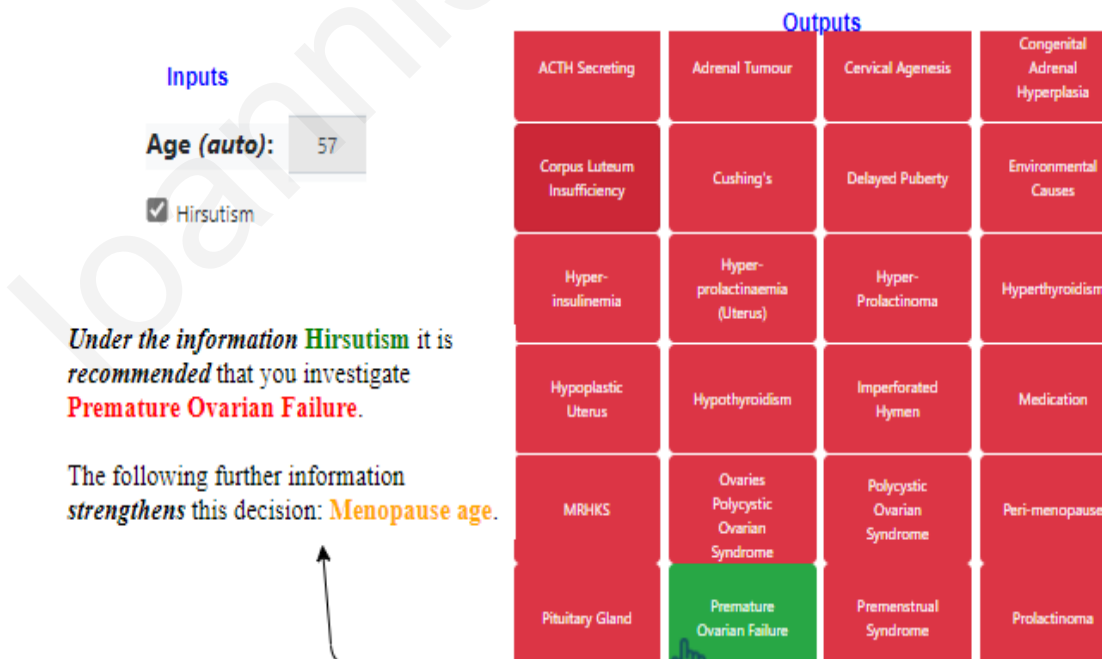 Inputs
Age (auto): 57
Hirsutism
Under the information Hirsutism it is
recommended that you investigate
Premature Ovarian Failure.
The following further information
strengthens this decision: Menopause age.
Outputs
ACTH Secreting
Adrenal Tumour
Cervical Agenesis
Congenital
Adrenal
Hyperplasia
Corpus Luteum
Insufficiency
Cushing's
Delayed Puberty
Environmental
Causes
Hyper-
insulinemia
Hyper-
prolactinaemia
(Uterus)
Hyper-
Prolactinoma
Hyperthyroidism
Hypoplastic
Uterus
Hypothyroidism
Imperforated
Hymen
Medication
MRHKS
Ovaries
Polycystic
Ovarian
Syndrome
Polycystic
Ovarian
Syndrome
Peri-menopause
Pituitary Gland
Premature
Ovarian Failure
Premenstrual
Syndrome
Prolactinoma